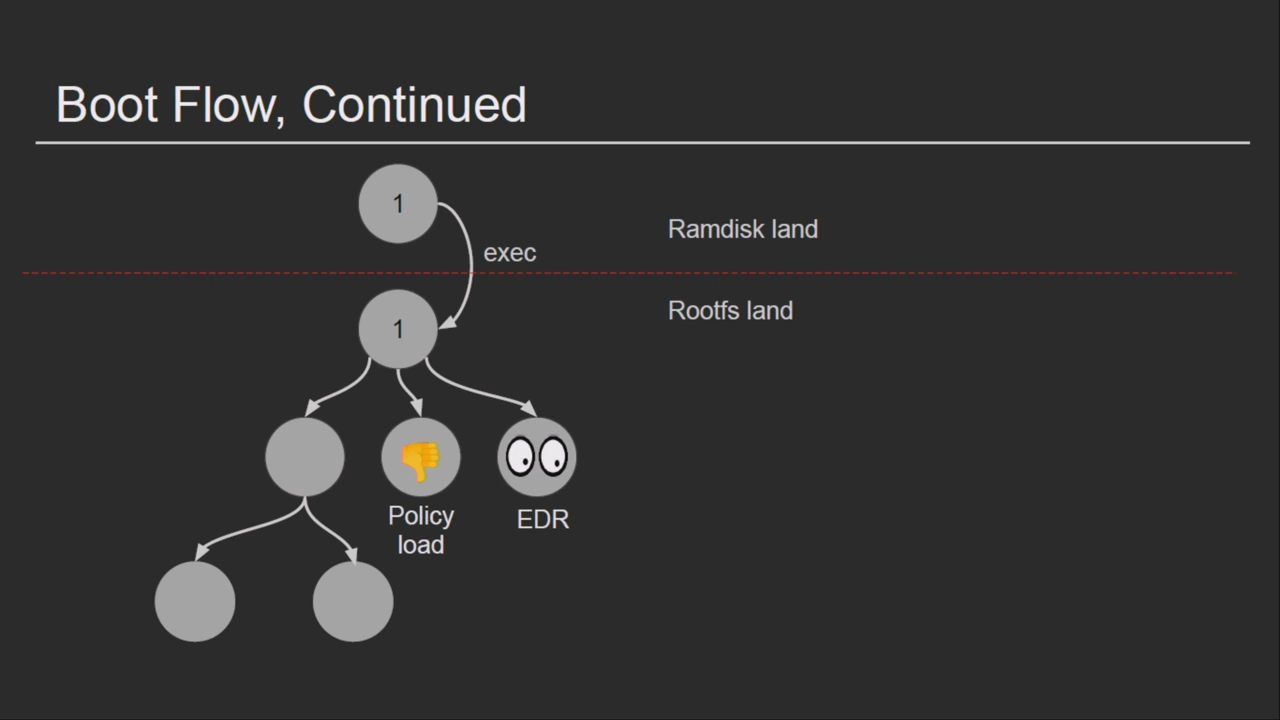 Boot Flow, Continued
1
Ramdisk land
exec
Rootfs land
1
Policy
load
EDR